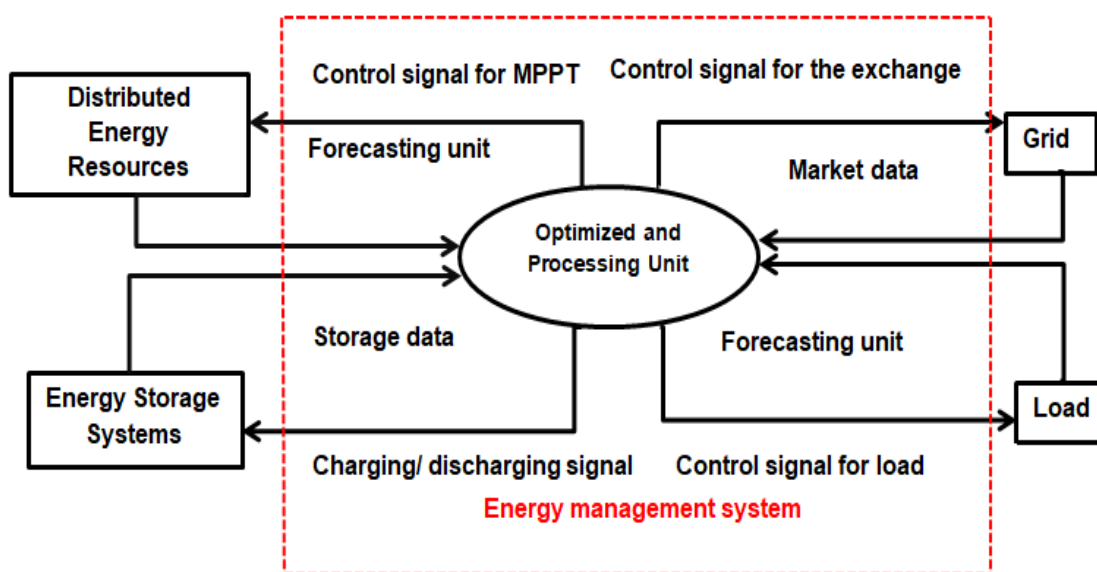 Control signal for MPPT
Control signal for the exchange
Distributed
Energy
Resources
Forecasting unit
Grid
Market data
Optimized and
Processing Unit
Storage data
Forecasting unit
Energy Storage
Systems
Load
Charging/ discharging signal
Control signal for load
Energy management system